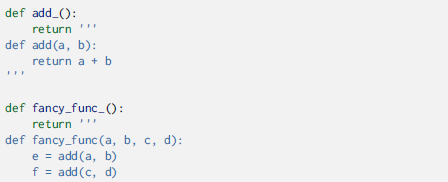 def add_():
    return '''
def add(a, b):
    return a + b
'''

def fancy_func_():
    return '''
def fancy_func(a, b, c, d):
    e = add(a, b)
    f = add(c, d)